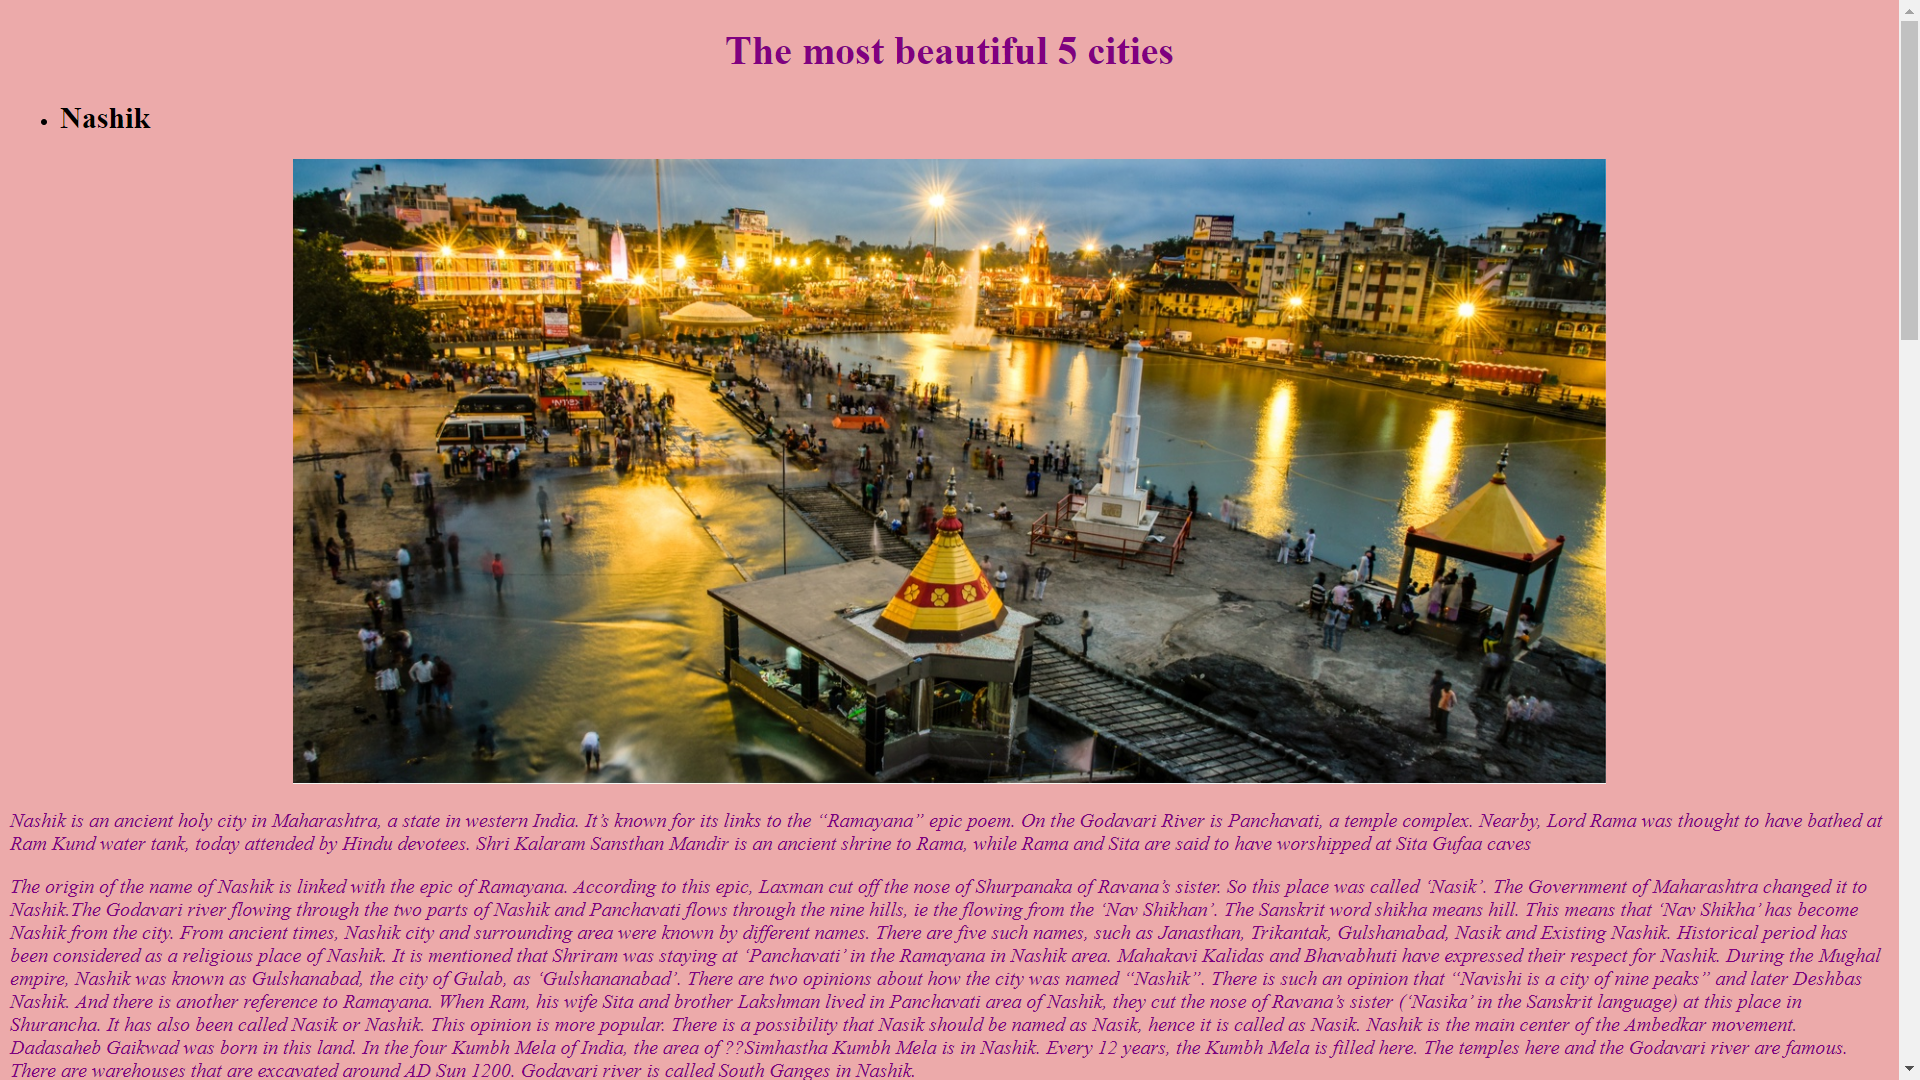 The most beautiful 5 cities
• Nashik
INTEX
Nashik is an ancient holy city in Maharashtra, a state in western India. It’s known for its links to the “Ramayana” epic poem. On the Godavari River is Panchavati, a temple complex. Nearby, Lord Rama was thought to have bathed at
Ram Kund water tank, today attended by Hindu devotees. Shri Kalaram Sansthan Mandir is an ancient shrine to Rama, while Rama and Sita are said to have worshipped at Sita Gufaa caves
The origin of the name of Nashik is linked with the epic of Ramayana. According to this epic, Laxman cut off the nose of Shurpanaka of Ravana’s sister. So this place was called ‘Nasik’. The Government of Maharashtra changed it to
Nashik.The Godavari river flowing through the two parts of Nashik and Panchavati flows through the nine hills, ie the flowing from the ‘Nav Shikhan’. The Sanskrit word shikha means hill. This means that ‘Nav Shikha’ has become
Nashik from the city. From ancient times, Nashik city and surrounding area were known by different names. There are five such names, such as Janasthan, Trikantak, Gulshanabad, Nasik and Existing Nashik. Historical period has
been considered as a religious place of Nashik. It is mentioned that Shriram was staying at ‘Panchavati’ in the Ramayana in Nashik area. Mahakavi Kalidas and Bhavabhuti have expressed their respect for Nashik. During the Mughal
empire, Nashik was known as Gulshanabad, the city of Gulab, as ‘Gulshananabad’. There are two opinions about how the city was named “Nashik”. There is such an opinion that “Navishi is a city of nine peaks” and later Deshbas
Nashik. And there is another reference to Ramayana. When Ram, his wife Sita and brother Lakshman lived in Panchavati area of Nashik, they cut the nose of Ravana’s sister (‘Nasika’ in the Sanskrit language) at this place in
Shurancha. It has also been called Nasik or Nashik. This opinion is more popular. There is a possibility that Nasik should be named as Nasik, hence it is called as Nasik. Nashik is the main center of the Ambedkar movement.
Dadasaheb Gaikwad was born in this land. In the four Kumbh Mela of India, the area of ??Simhastha Kumbh Mela is in Nashik. Every 12 years, the Kumbh Mela is filled here. The temples here and the Godavari river are famous.
There are warehouses that are excavated around AD Sun 1200. Godavari river is called South Ganges in Nashik.